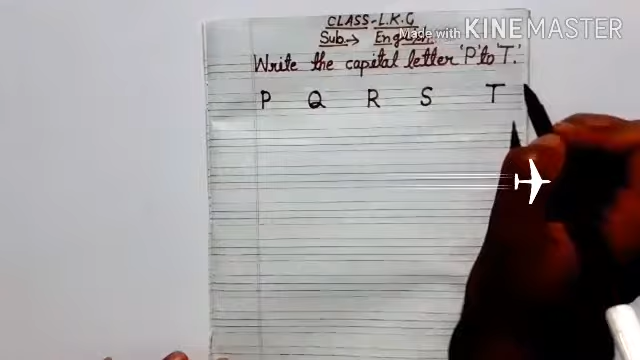 Made with KINEMASTER
CLASS-L.K.G
Sub.→ English
Write the capital letter 'P' to 'T'.
P Q R S T